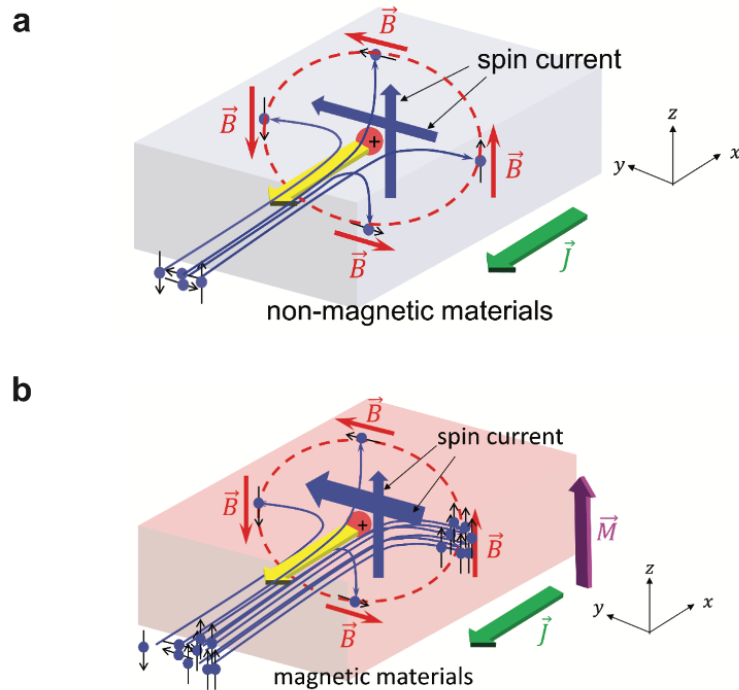 a
B⃗
spin current
B⃗
+
B⃗
B⃗
z
y
x
J⃗
non-magnetic materials
b
B⃗
spin current
B⃗
+
B⃗
B⃗
M⃗
z
y
x
J⃗
magnetic materials